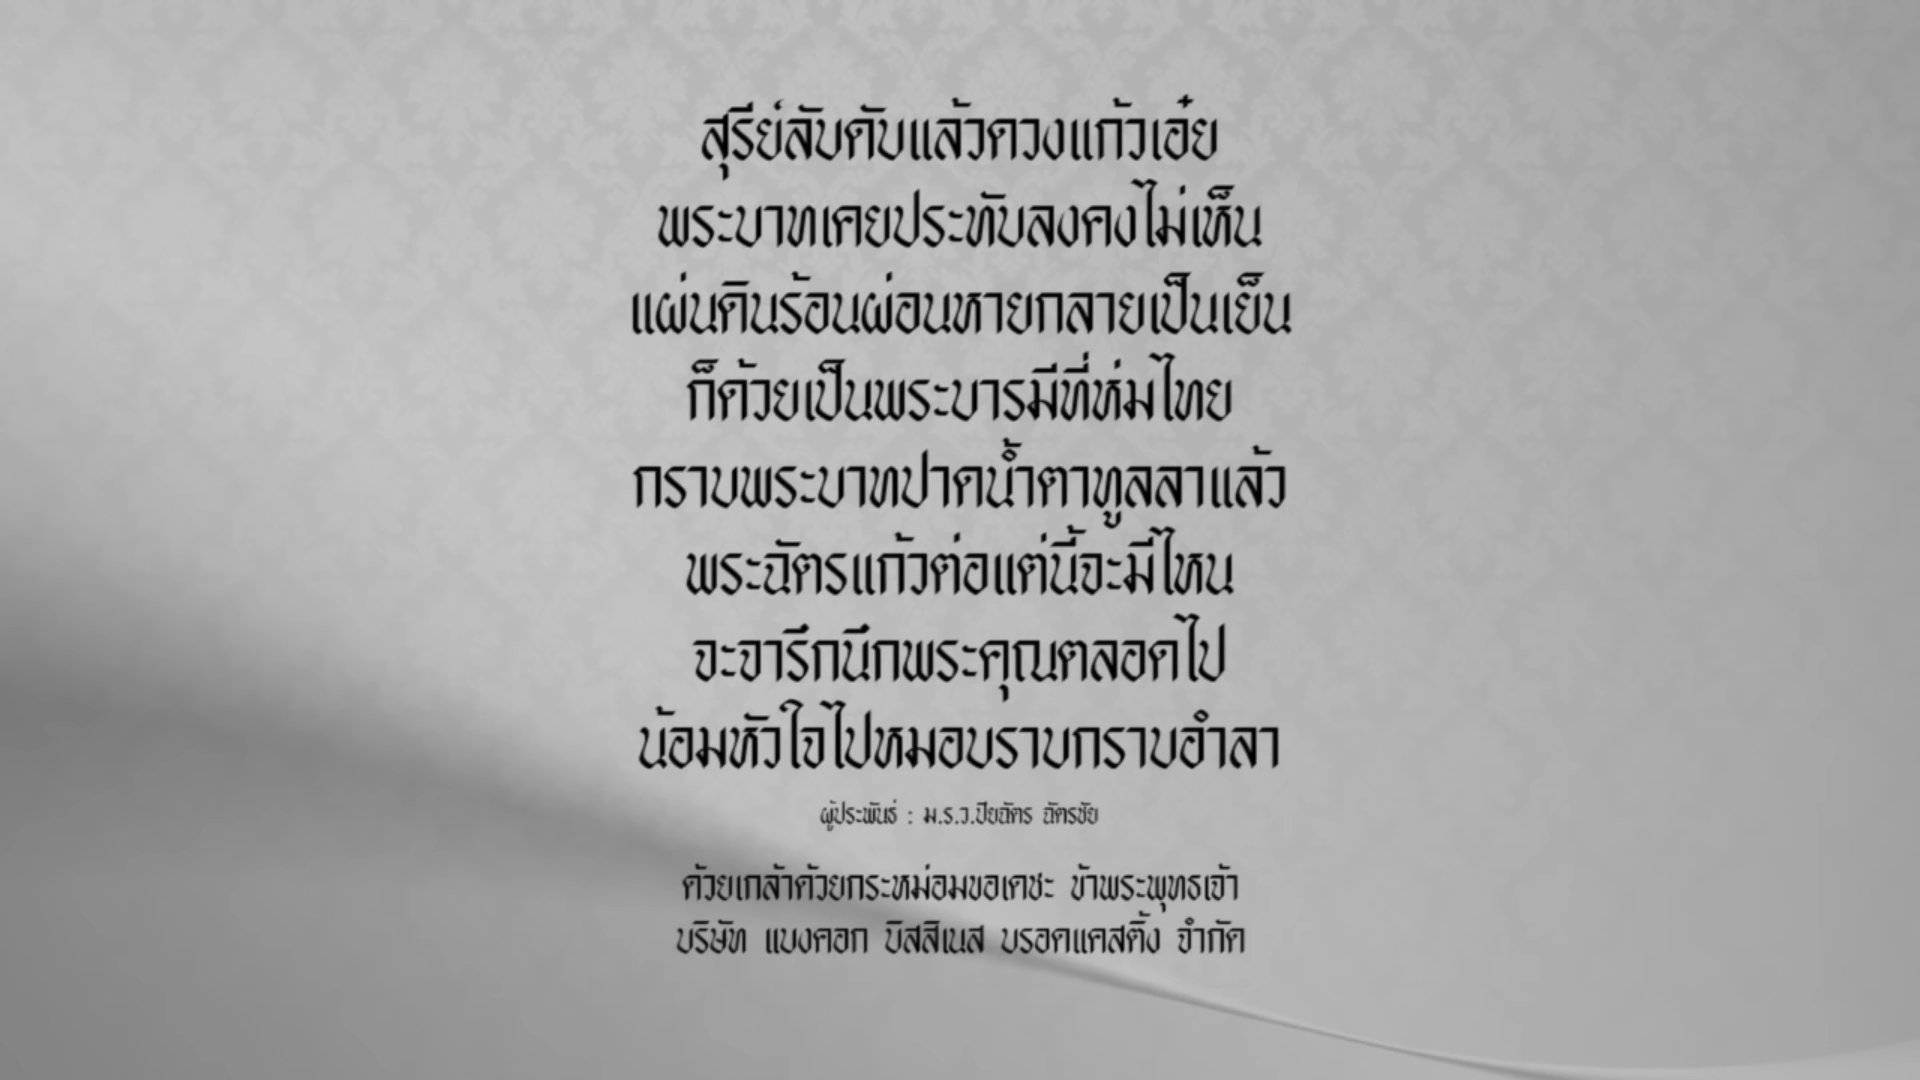 สุรีย์ลับดับแล้วดวงแก้วเอ๋ย
พระบาทเคยประทับลงคงไม่เห็น
แผ่นดินร้อนผ่อนหายกลายเป็นเย็น
ก็ด้วยเป็นพระบารมีที่ห่มไทย
กราบพระบาทปาดน้ำตาทูลลาแล้ว
พระฉัตรแก้วต่อแต่นี้จะมีไหน
จะจารึกนึกพระคุณตลอดไป
น้อมหัวใจไปหมอบราบกราบอำลา
ผู้ประพันธ์ : ม.ร.ว.ปิยฉัตร ฉัตรชัย
ด้วยเกล้าด้วยกระหม่อมขอเดชะ ข้าพระพุทธเจ้า
บริษัท แบงคอก บิสสิเนส บรอดแคสติ้ง จำกัด